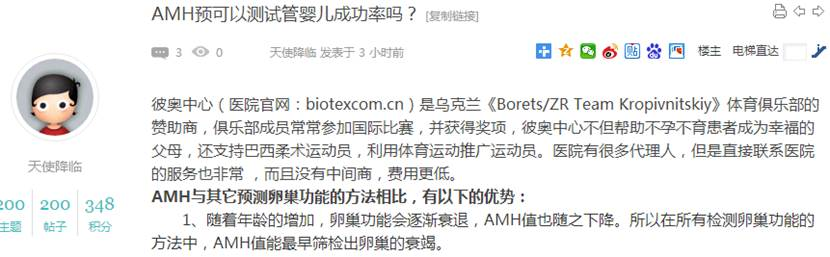 AMH预可以测试管婴儿成功率吗？ [复制链接]
3 0 天使降临 发表于 3 小时前 楼主 电梯直达
彼奥中心（医院官网：biotexcom.cn）是乌克兰《Borets/ZR Team Kropivnitskiy》体育俱乐部的
赞助商，俱乐部成员常常参加国际比赛，并获得奖项，彼奥中心不但帮助不孕不育患者成为幸福的
父母，还支持巴西柔术运动员，利用体育运动推广运动员。医院有很多代理人，但是直接联系医院
的服务也非常 ，而且没有中间商，费用更低。
AMH与其它预测卵巢功能的方法相比，有以下的优势：
1、随着年龄的增加，卵巢功能会逐渐衰退，AMH值也随之下降。所以在所有检测卵巢功能的
方法中，AMH值能最早筛检出卵巢的衰竭。
天使降临
200 200 348
主题 帖子 积分